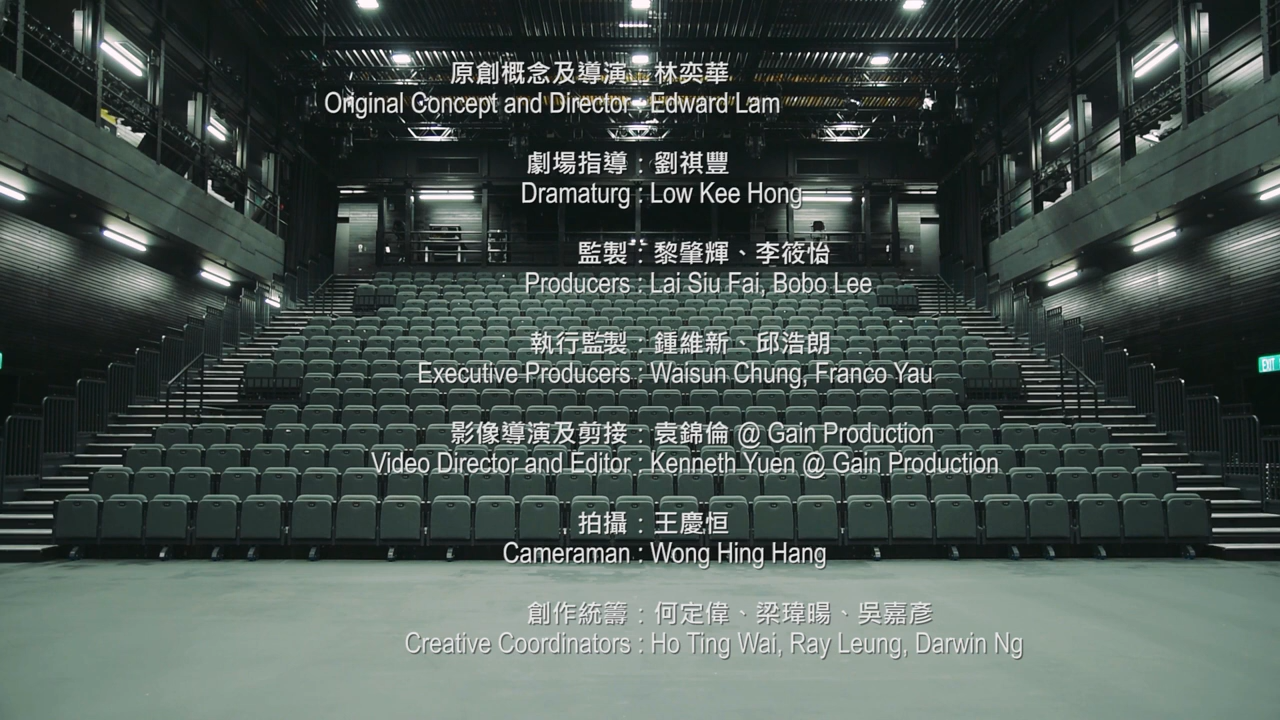 原創概念及導演：林奕華
Original Concept and Director : Edward Lam
劇場指導：劉祺豐
Dramaturg : Low Kee Hong
監製：黎肇輝、李筱怡
Producers : Lai Siu Fai, Bobo Lee
執行監製：鍾維新、邱浩朗
Executive Producers : Waisun Chung, Franco Yau
影像導演及剪接：袁錦倫 @ Gain Production
Video Director and Editor : Kenneth Yuen @ Gain Production
拍攝：王慶恒
Cameraman : Wong Hing Hang
創作統籌：何定偉、梁瑋暘、吳嘉彥
Creative Coordinators : Ho Ting Wai, Ray Leung, Darwin Ng
EXIT